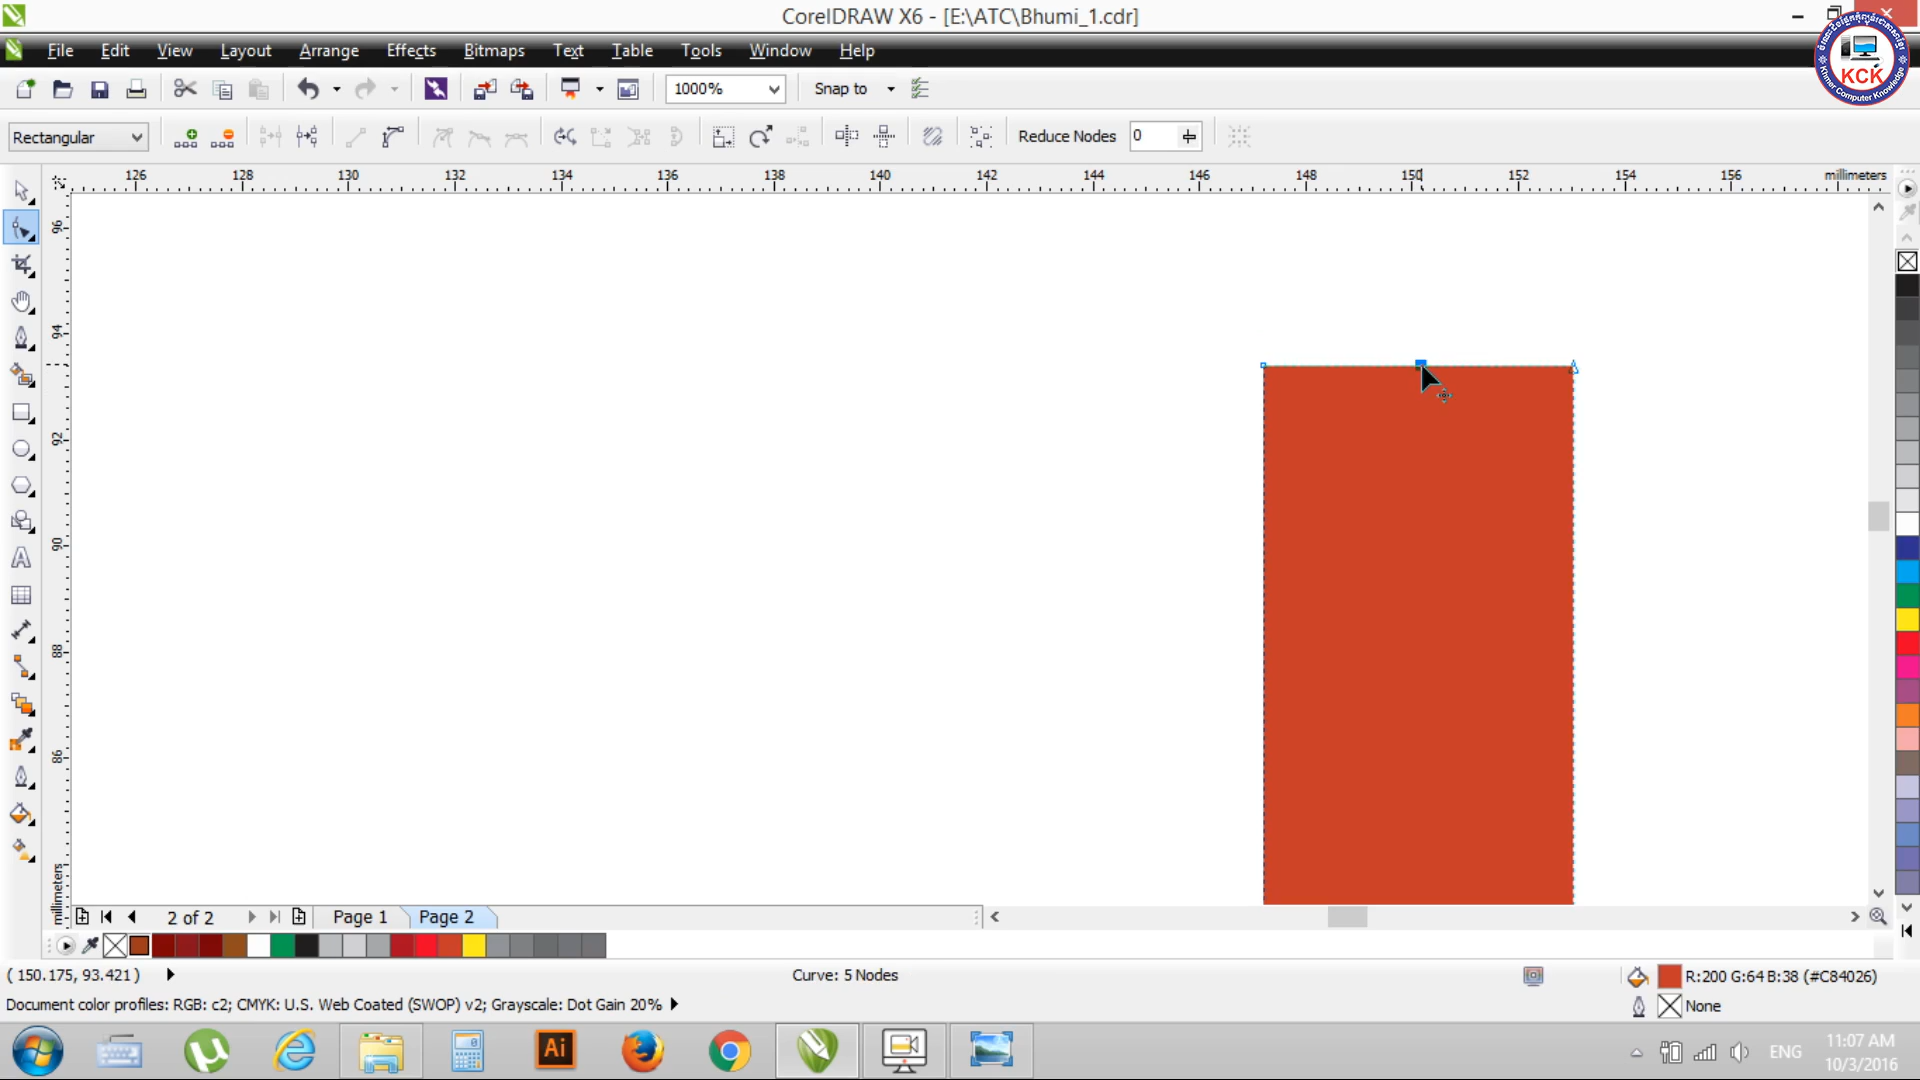 CorelDRAW X6 - [E:\ATC\Bhumi_1.cdr]
File Edit View Layout Arrange Effects Bitmaps Text Table Tools Window Help
KCK
Khmer Computer Knowledge
1000% Snap to
Rectangular Reduce Nodes 0
126 128 130 132 134 136 138 140 142 144 146 148 150 152 154 156 millimeters
96
94
92
90
88
86
millimeters
2 of 2 Page 1 Page 2
( 150.175, 93.421 ) Curve: 5 Nodes R:200 G:64 B:38 (#C84026)
Document color profiles: RGB: c2; CMYK: U.S. Web Coated (SWOP) v2; Grayscale: Dot Gain 20% None
Ai
ENG
11:07 AM
10/3/2016